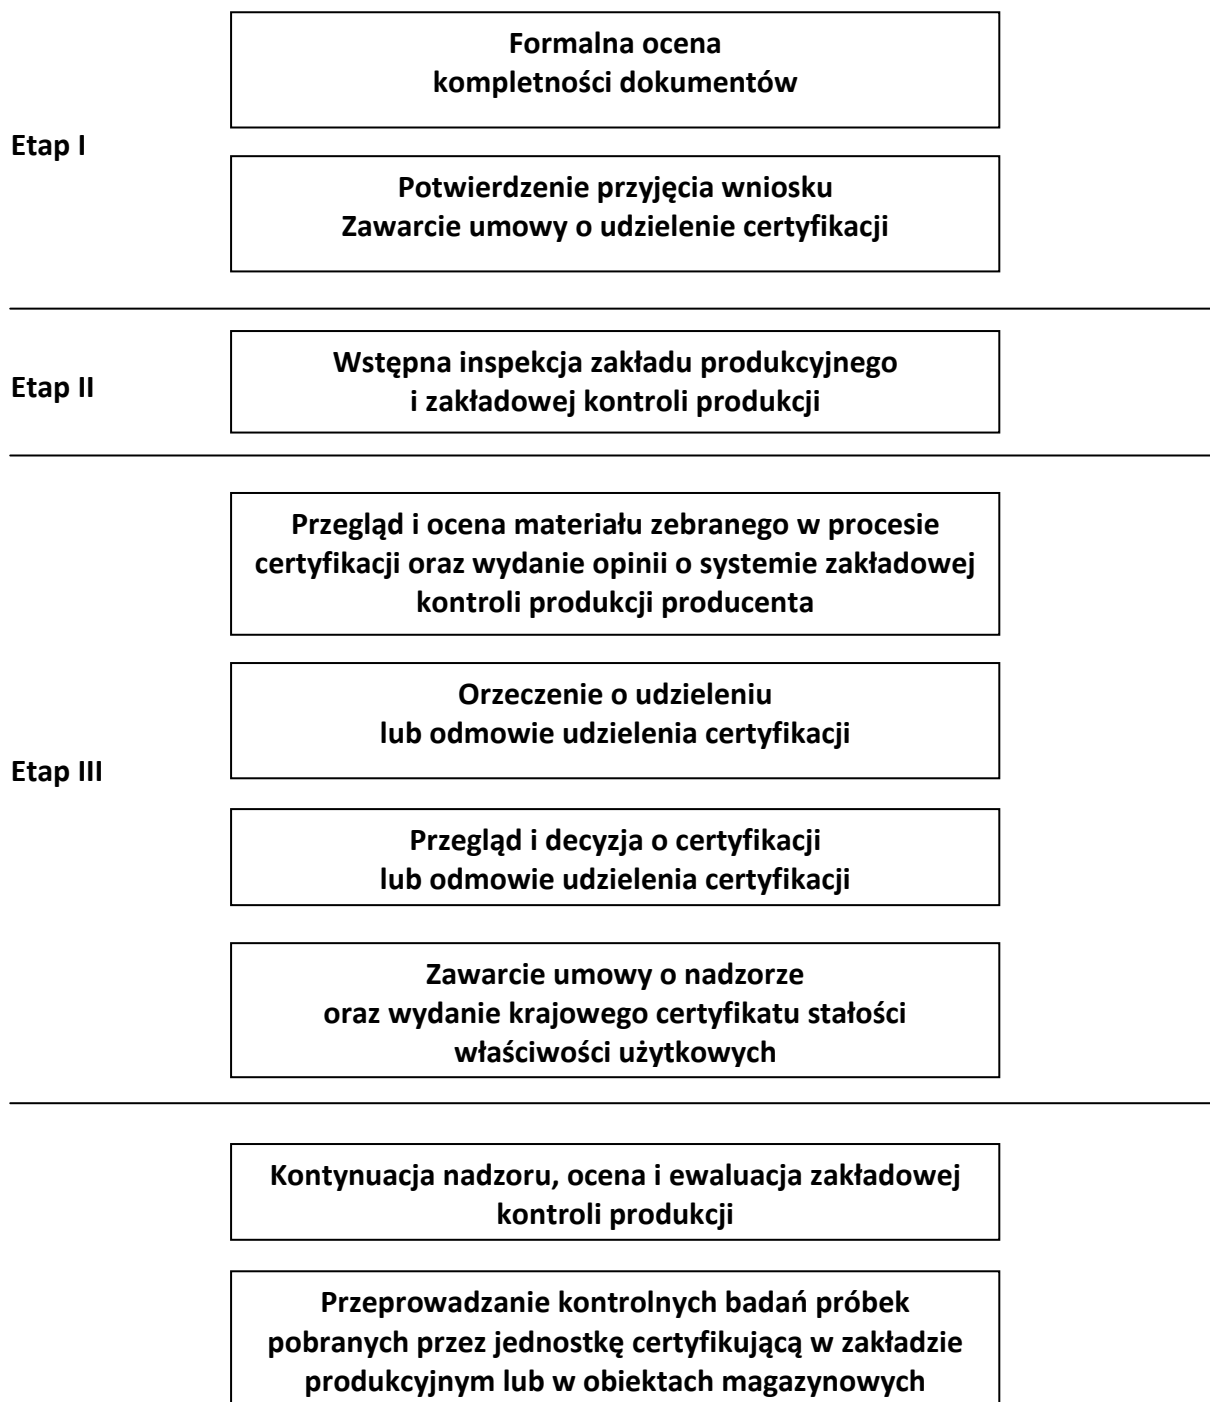 Formalna ocena
kompletności dokumentów
Etap I
Potwierdzenie przyjęcia wniosku
Zawarcie umowy o udzielenie certyfikacji
Wstępna inspekcja zakładu produkcyjnego
i zakładowej kontroli produkcji
Etap II
Przegląd i ocena materiału zebranego w procesie
certyfikacji oraz wydanie opinii o systemie zakładowej
kontroli produkcji producenta
Orzeczenie o udzieleniu
lub odmowie udzielenia certyfikacji
Etap III
Przegląd i decyzja o certyfikacji
lub odmowie udzielenia certyfikacji
Zawarcie umowy o nadzorze
oraz wydanie krajowego certyfikatu stałości
właściwości użytkowych
Kontynuacja nadzoru, ocena i ewaluacja zakładowej
kontroli produkcji
Przeprowadzanie kontrolnych badań próbek
pobranych przez jednostkę certyfikującą w zakładzie
produkcyjnym lub w obiektach magazynowych